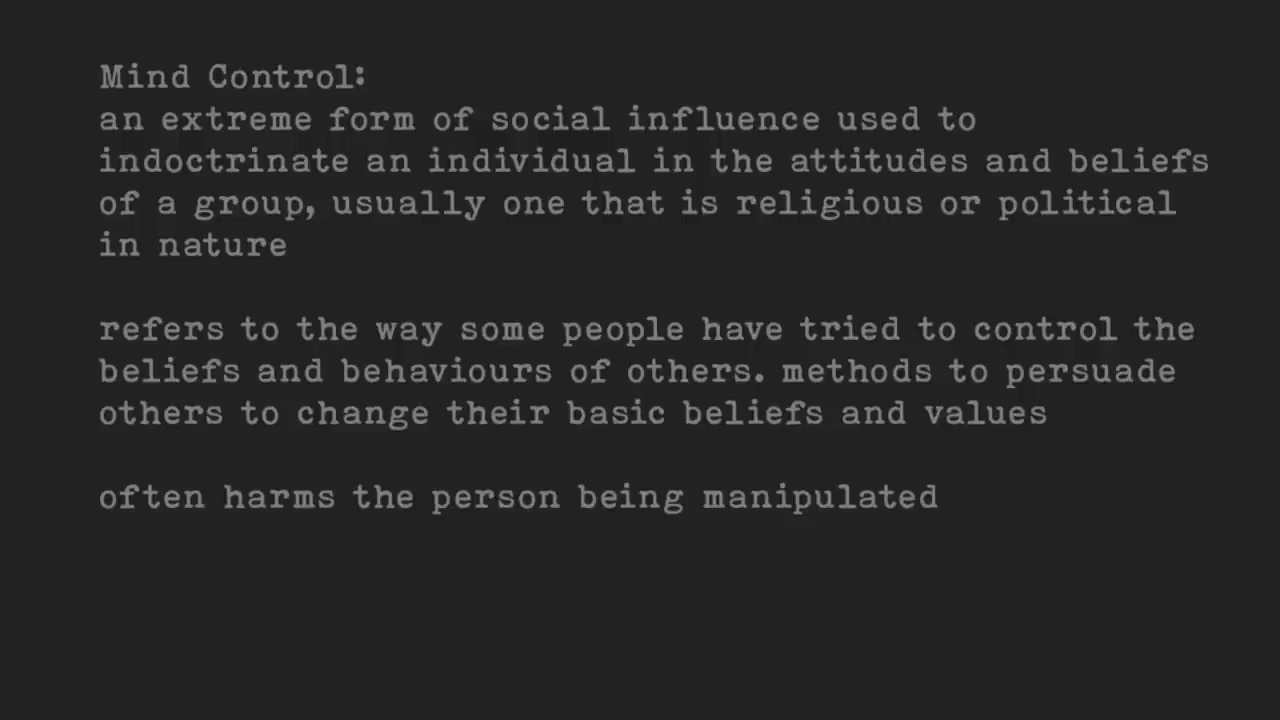 Mind Control:
an extreme form of social influence used to
indoctrinate an individual in the attitudes and beliefs
of a group, usually one that is religious or political
in nature
refers to the way some people have tried to control the
beliefs and behaviours of others. methods to persuade
others to change their basic beliefs and values
often harms the person being manipulated